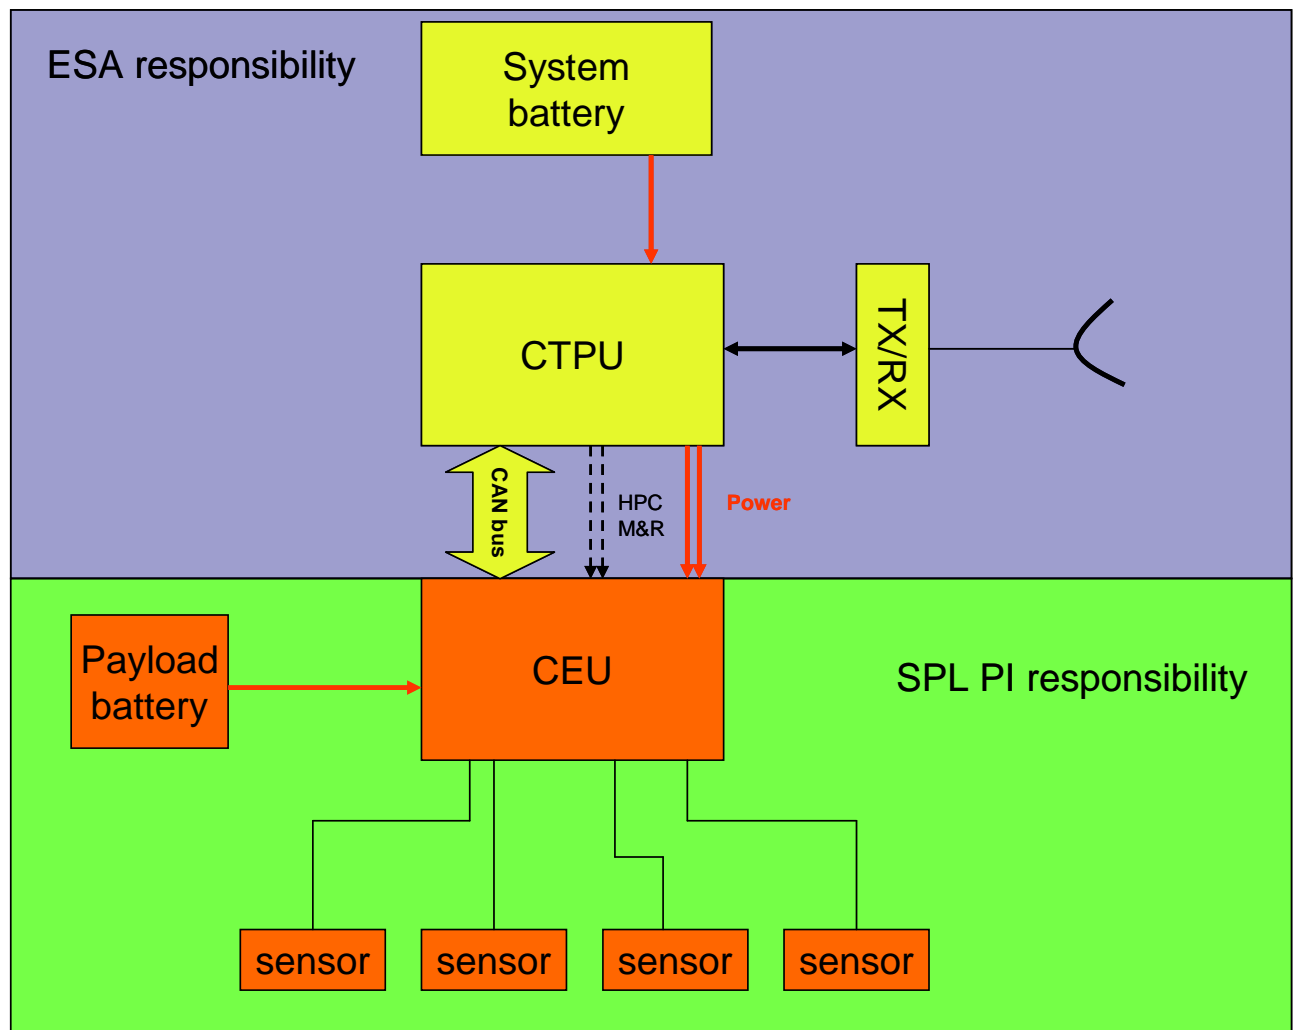 ESA responsibility
System
battery
CTPU
TX/RX
CAN bus
HPC
M&R
Power
Payload
battery
CEU
SPL PI responsibility
sensor
sensor
sensor
sensor